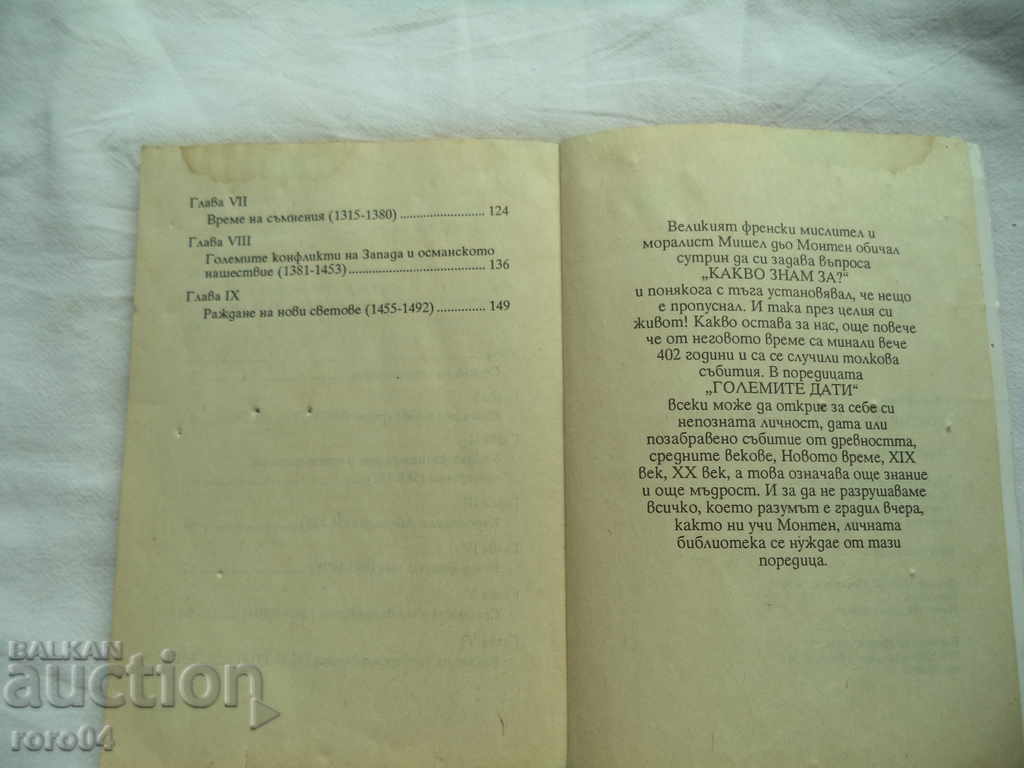 Глава VII
Време на съмнения (1315-1380) ......................... 124
Глава VIII
Големите конфликти на Запада и османското
нашествие (1381-1453) ......................... 136
Глава IX
Раждане на нови светове (1455-1492) .............. 149
Великият френски мислител и
моралист Мишел дьо Монтен обичал
сутрин да си задава въпроса
„КАКВО ЗНАМ ЗА?“
и понякога с тъга установявал, че нещо
е пропуснал. И така през целия си
живот! Какво остава за нас, още повече
че от неговото време са минали вече
402 години и са се случили толкова
събития. В поредицата
„ГОЛЕМИТЕ ДАТИ“
всеки може да открие за себе си
непозната личност, дата или
позабравено събитие от древността,
средните векове, Новото време, XIX
век, XX век, а това означава още знание
и още мъдрост. И за да не разрушаваме
всичко, което разумът е градил вчера,
както ни учи Монтен, личната
библиотека се нуждае от тази
поредица.
BALKAN
auction
roro04